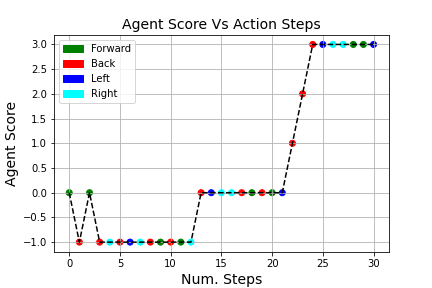 Agent Score Vs Action Steps
Forward
Back
Left
Right
3.0
2.5
2.0
1.5
1.0
0.5
0.0
−0.5
−1.0
Agent Score
0 5 10 15 20 25 30
Num. Steps